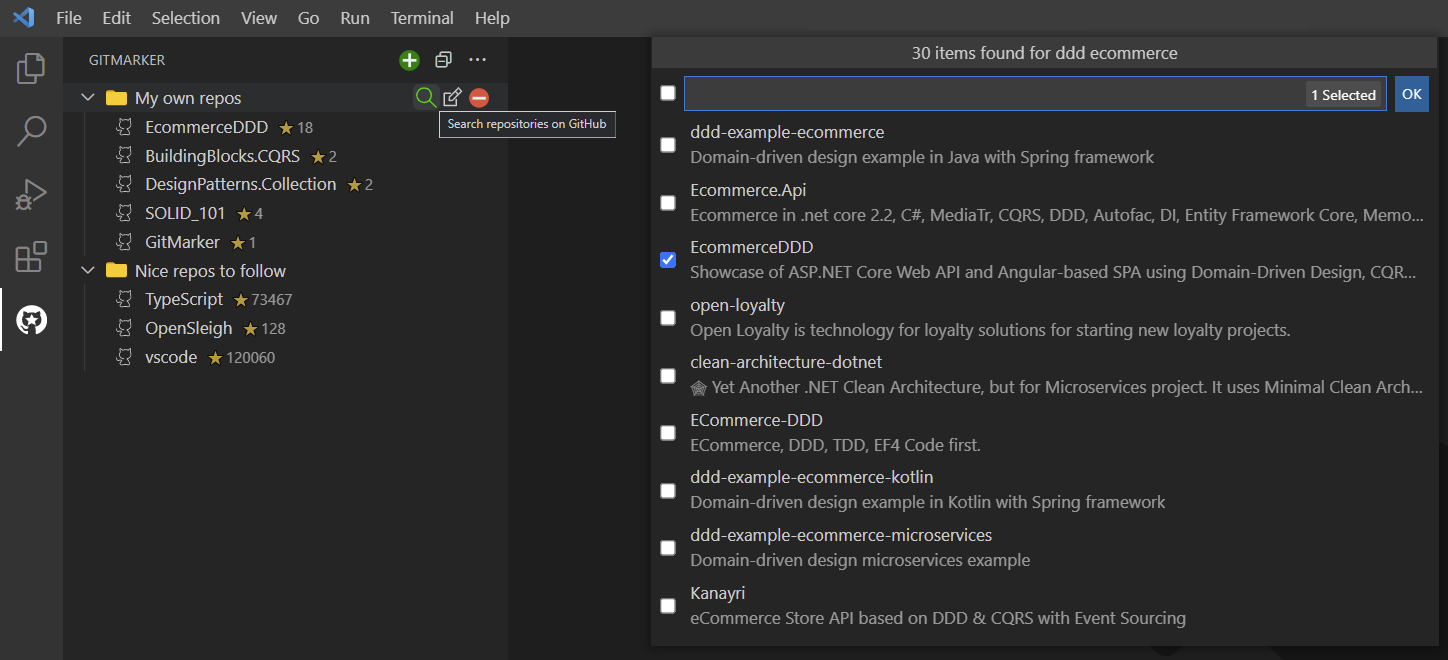 File Edit Selection View Go Run Terminal Help
GITMARKER
My own repos
Search repositories on GitHub
EcommerceDDD 18
BuildingBlocks.CQRS 2
DesignPatterns.Collection 2
SOLID_101 4
GitMarker 1
Nice repos to follow
TypeScript 73467
OpenSleigh 128
vscode 120060
30 items found for ddd ecommerce
1 Selected
OK
ddd-example-ecommerce
Domain-driven design example in Java with Spring framework
Ecommerce.Api
Ecommerce in .net core 2.2, C#, MediaTr, CQRS, DDD, Autofac, DI, Entity Framework Core, Memo...
EcommerceDDD
Showcase of ASP.NET Core Web API and Angular-based SPA using Domain-Driven Design, CQR...
open-loyalty
Open Loyalty is technology for loyalty solutions for starting new loyalty projects.
clean-architecture-dotnet
Yet Another .NET Clean Architecture, but for Microservices project. It uses Minimal Clean Arch...
ECommerce-DDD
ECommerce, DDD, TDD, EF4 Code first.
ddd-example-ecommerce-kotlin
Domain-driven design example in Kotlin with Spring framework
ddd-example-ecommerce-microservices
Domain-driven design microservices example
Kanayri
eCommerce Store API based on DDD & CQRS with Event Sourcing